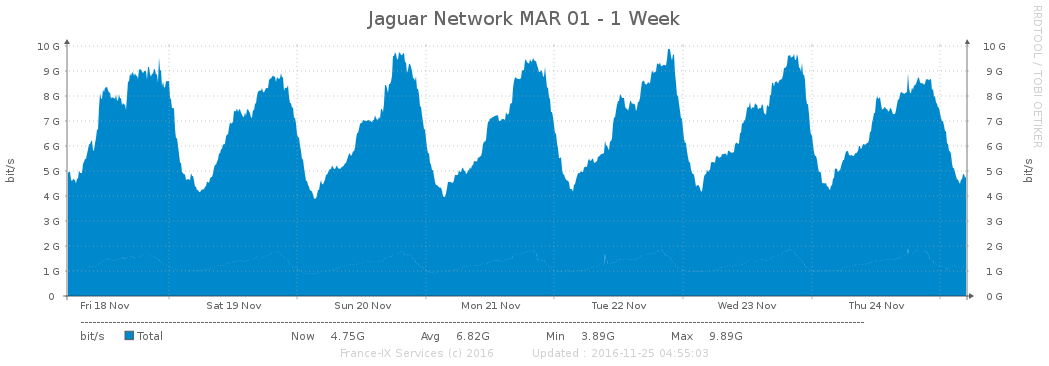 Jaguar Network MAR 01 - 1 Week
RRDTOOL / TOBI OETIKER
10 G 10 G
9 G 9 G
8 G 8 G
7 G 7 G
6 G 6 G
bit/s 5 G 5 G bit/s
4 G 4 G
3 G 3 G
2 G 2 G
1 G 1 G
0 0 G
Fri 18 Nov Sat 19 Nov Sun 20 Nov Mon 21 Nov Tue 22 Nov Wed 23 Nov Thu 24 Nov
bit/s Total Now 4.75G Avg 6.82G Min 3.89G Max 9.89G
France-IX Services (c) 2016 Updated : 2016-11-25 04:55:03